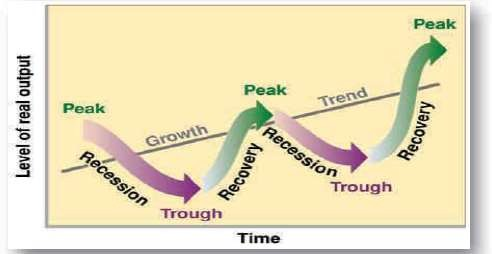 Peak
Peak
Trend
Peak
Growth
Recession
Recovery
Recession
Recovery
Trough
Trough
Level of real output
Time